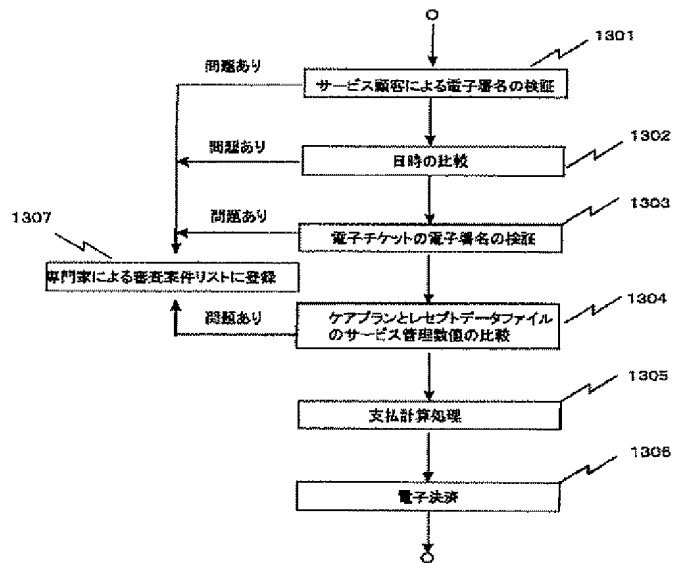 1301
問題あり
サービス顧客による電子署名の検証
1302
問題あり
日時の比較
1303
問題あり
電子チケットの電子署名の検証
1307
専門家による審査案件リストに登録
1304
問題あり
ケアプランとレセプトデータファイル
のサービス管理数値の比較
1305
支払計算処理
1306
電子決済